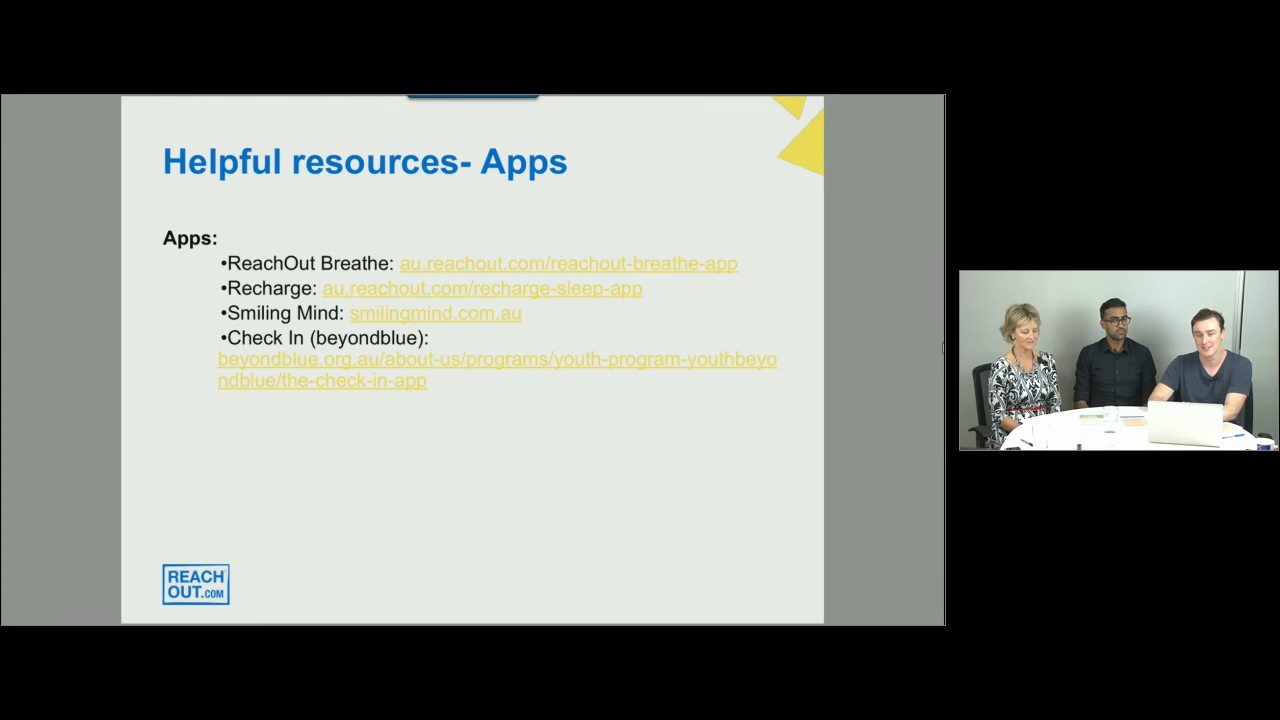 Helpful resources- Apps
Apps:
•ReachOut Breathe: au.reachout.com/reachout-breathe-app
•Recharge: au.reachout.com/recharge-sleep-app
•Smiling Mind: smilingmind.com.au
•Check In (beyondblue):
beyondblue.org.au/about-us/programs/youth-program-youthbeyo
ndblue/the-check-in-app
REACH
OUT.COM